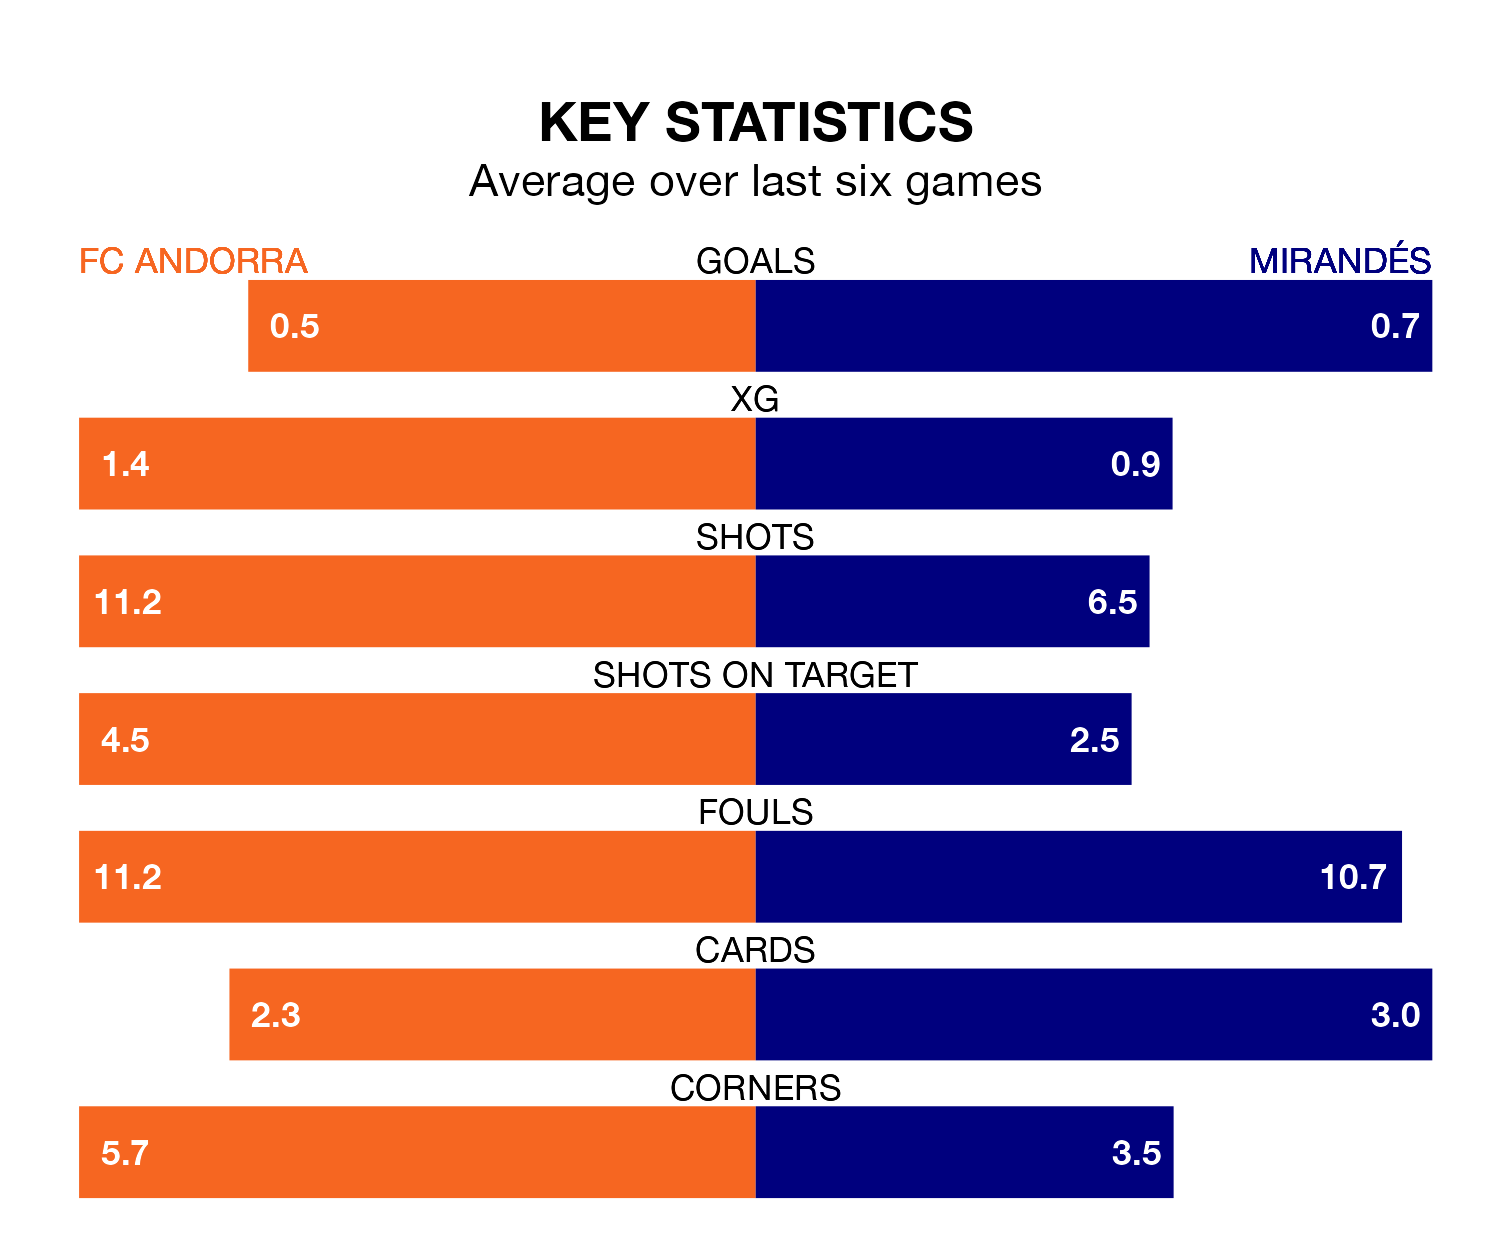 KEY STATISTICS
Average over last six games
FC ANDORRA GOALS MIRANDÉS
0.5 0.7
XG
1.4 0.9
SHOTS
11.2 6.5
SHOTS ON TARGET
4.5 2.5
FOULS
11.2 10.7
CARDS
2.3 3.0
CORNERS
5.7 3.5